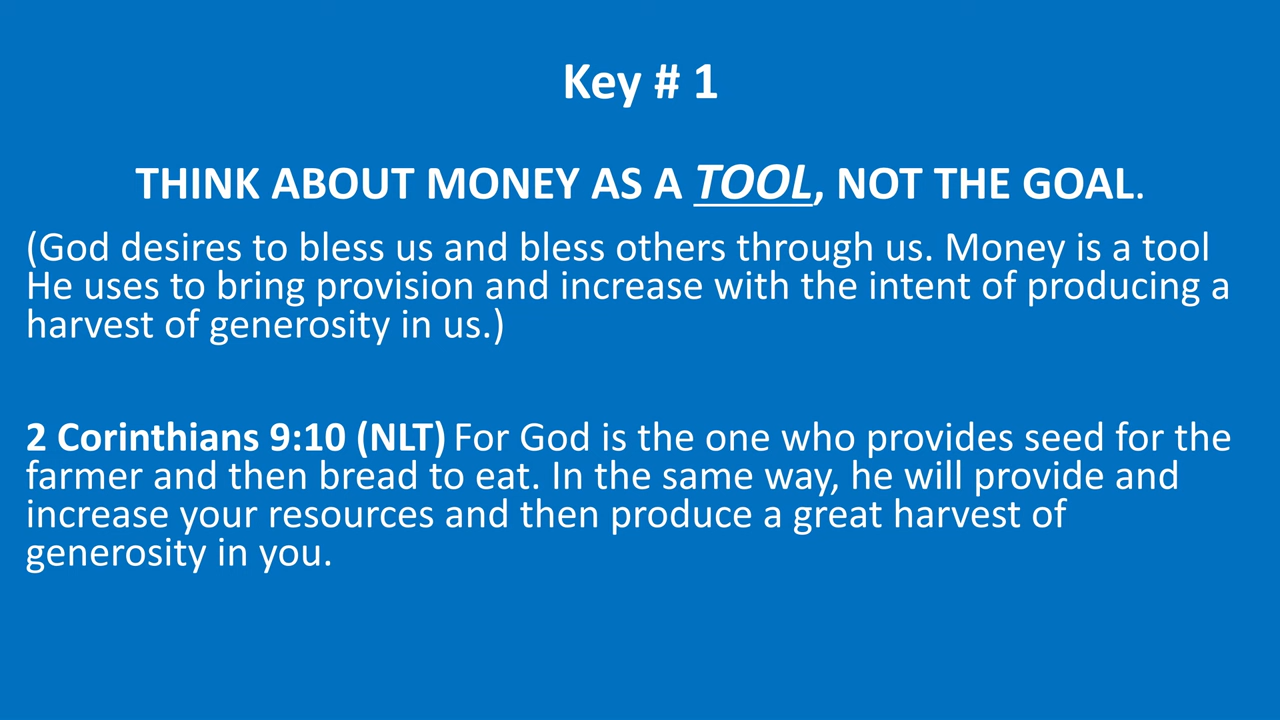 Key # 1
THINK ABOUT MONEY AS A TOOL, NOT THE GOAL.
(God desires to bless us and bless others through us. Money is a tool
He uses to bring provision and increase with the intent of producing a
harvest of generosity in us.)
2 Corinthians 9:10 (NLT) For God is the one who provides seed for the
farmer and then bread to eat. In the same way, he will provide and
increase your resources and then produce a great harvest of
generosity in you.